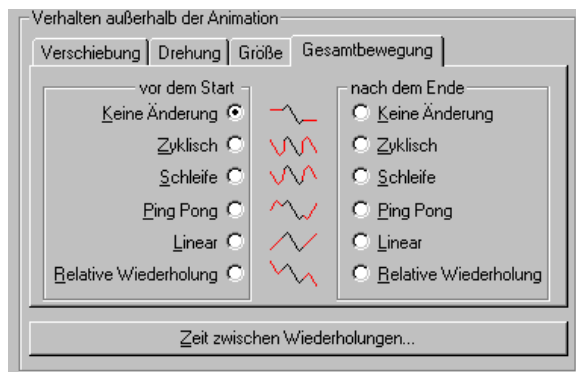 Verhalten außerhalb der Animation
Verschiebung Drehung Größe Gesamtbewegung
vor dem Start nach dem Ende
Keine Änderung Keine Änderung
Zyklisch Zyklisch
Schleife Schleife
Ping Pong Ping Pong
Linear Linear
Relative Wiederholung Relative Wiederholung
Zeit zwischen Wiederholungen...